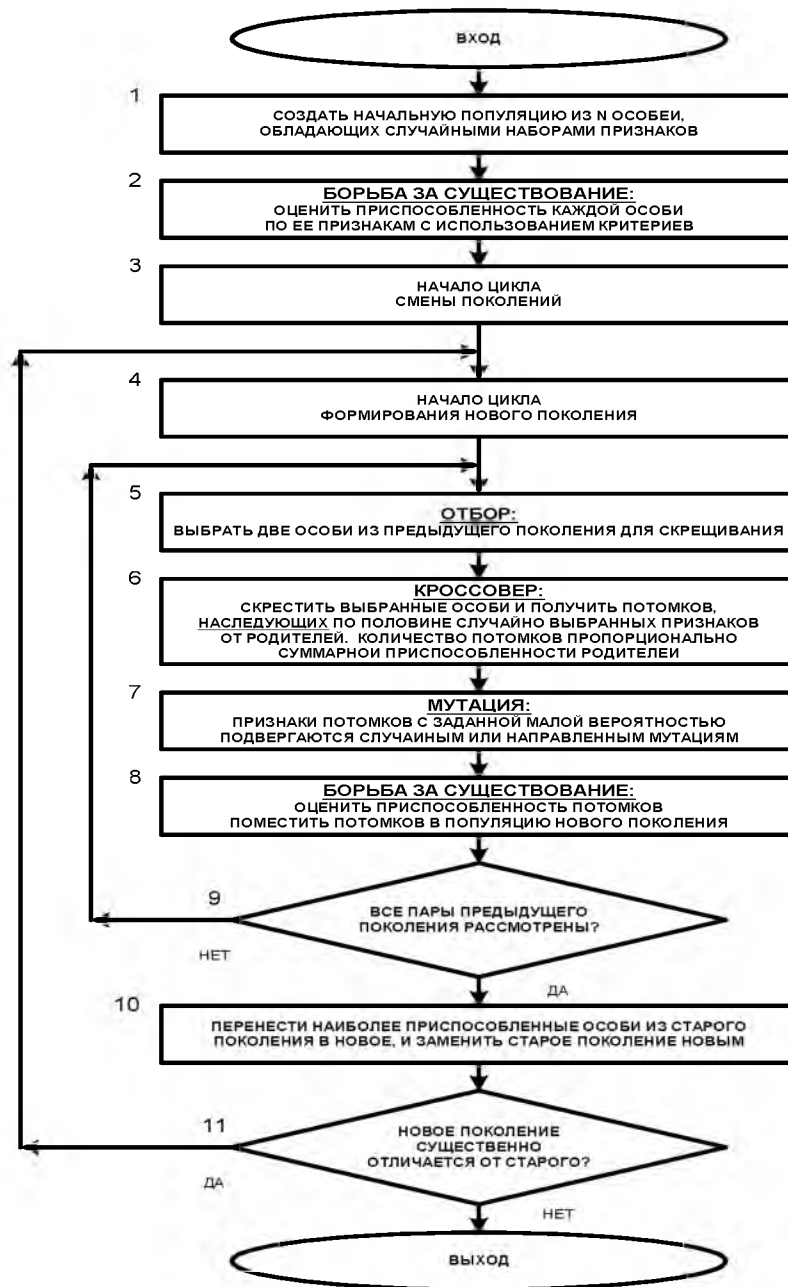 ВХОД
1
СОЗДАТЬ НАЧАЛЬНУЮ ПОПУЛЯЦИЮ ИЗ N ОСОБЕИ,
ОБЛАДАЮЩИХ СЛУЧАЙНЫМИ НАБОРАМИ ПРИЗНАКОВ
2
БОРЬБА ЗА СУЩЕСТВОВАНИЕ:
ОЦЕНИТЬ ПРИСПОСОБЛЕННОСТЬ КАЖДОЙ ОСОБИ
ПО ЕЕ ПРИЗНАКАМ С ИСПОЛЬЗОВАНИЕМ КРИТЕРИЕВ
3
НАЧАЛО ЦИКЛА
СМЕНЫ ПОКОЛЕНИЙ
4
НАЧАЛО ЦИКЛА
ФОРМИРОВАНИЯ НОВОГО ПОКОЛЕНИЯ
5
ОТБОР:
ВЫБРАТЬ ДВЕ ОСОБИ ИЗ ПРЕДЫДУЩЕГО ПОКОЛЕНИЯ ДЛЯ СКРЕЩИВАНИЯ
6
КРОССОВЕР:
СКРЕСТИТЬ ВЫБРАННЫЕ ОСОБИ И ПОЛУЧИТЬ ПОТОМКОВ,
НАСЛЕДУЮЩИХ ПО ПОЛОВИНЕ СЛУЧАЙНО ВЫБРАННЫХ ПРИЗНАКОВ
ОТ РОДИТЕЛЕЙ. КОЛИЧЕСТВО ПОТОМКОВ ПРОПОРЦИОНАЛЬНО
СУММАРНОЙ ПРИСПОСОБЛЕННОСТИ РОДИТЕЛЕИ
7
МУТАЦИЯ:
ПРИЗНАКИ ПОТОМКОВ С ЗАДАННОЙ МАЛОЙ ВЕРОЯТНОСТЬЮ
ПОДВЕРГАЮТСЯ СЛУЧАИНЫМ ИЛИ НАПРАВЛЕННЫМ МУТАЦИЯМ
8
БОРЬБА ЗА СУЩЕСТВОВАНИЕ:
ОЦЕНИТЬ ПРИСПОСОБЛЕННОСТЬ ПОТОМКОВ
ПОМЕСТИТЬ ПОТОМКОВ В ПОПУЛЯЦИЮ НОВОГО ПОКОЛЕНИЯ
9
ВСЕ ПАРЫ ПРЕДЫДУЩЕГО
ПОКОЛЕНИЯ РАССМОТРЕНЫ?
НЕТ
ДА
10
ПЕРЕНЕСТИ НАИБОЛЕЕ ПРИСПОСОБЛЕННЫЕ ОСОБИ ИЗ СТАРОГО
ПОКОЛЕНИЯ В НОВОЕ, И ЗАМЕНИТЬ СТАРОЕ ПОКОЛЕНИЕ НОВЫМ
11
НОВОЕ ПОКОЛЕНИЕ
СУЩЕСТВЕННО
ОТЛИЧАЕТСЯ ОТ СТАРОГО?
ДА
НЕТ
ВЫХОД